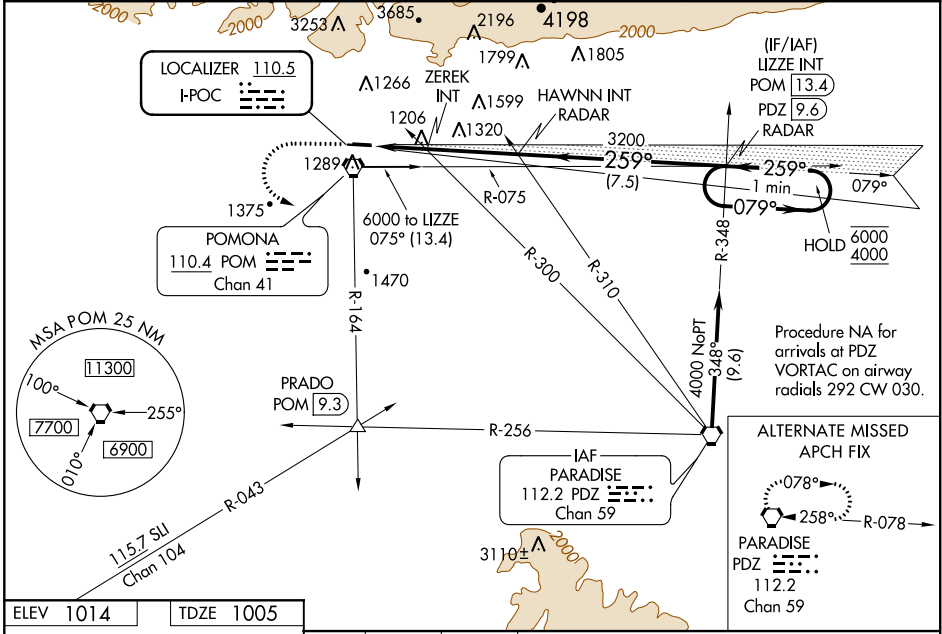 2000
3253
3685
2196
4198
2000
1799
1805
LOCALIZER 110.5
I-POC
1266
ZEREK
INT
1599
HAWNN INT
RADAR
(IF/IAF)
LIZZE INT
POM 13.4
PDZ 9.6
RADAR
1206
1320
3200
1289
259°
(7.5)
259°
1 min
079°
079°
R-075
1375
6000 to LIZZE
075° (13.4)
HOLD 6000
4000
POMONA
110.4 POM
Chan 41
1470
R-164
R-300
R-310
R-348
MSA POM 25 NM
11300
100°
255°
7700
6900
010°
4000 NoPT
348°
(9.6)
Procedure NA for
arrivals at PDZ
VORTAC on airway
radials 292 CW 030.
PRADO
POM 9.3
R-256
R-043
115.7 SLI
Chan 104
IAF
PARADISE
112.2 PDZ
Chan 59
3110±
2000
ALTERNATE MISSED
APCH FIX
078°
258°
R-078
PARADISE
PDZ
112.2
Chan 59
ELEV 1014
TDZE 1005